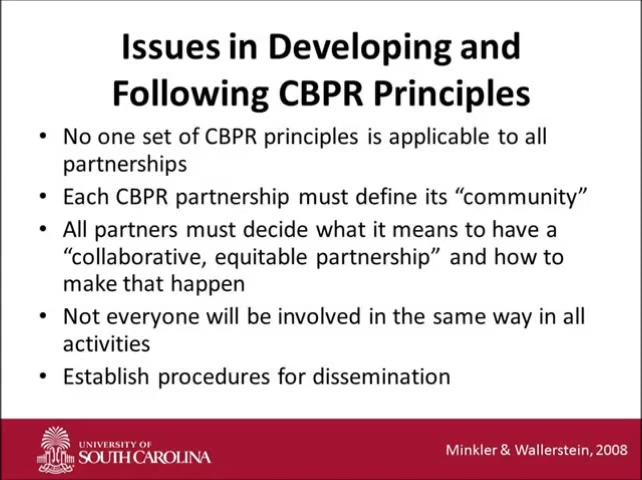 Issues in Developing and
Following CBPR Principles
• No one set of CBPR principles is applicable to all
partnerships
• Each CBPR partnership must define its “community”
• All partners must decide what it means to have a
“collaborative, equitable partnership” and how to
make that happen
• Not everyone will be involved in the same way in all
activities
• Establish procedures for dissemination
UNIVERSITY OF
SOUTH CAROLINA
Minkler & Wallerstein, 2008